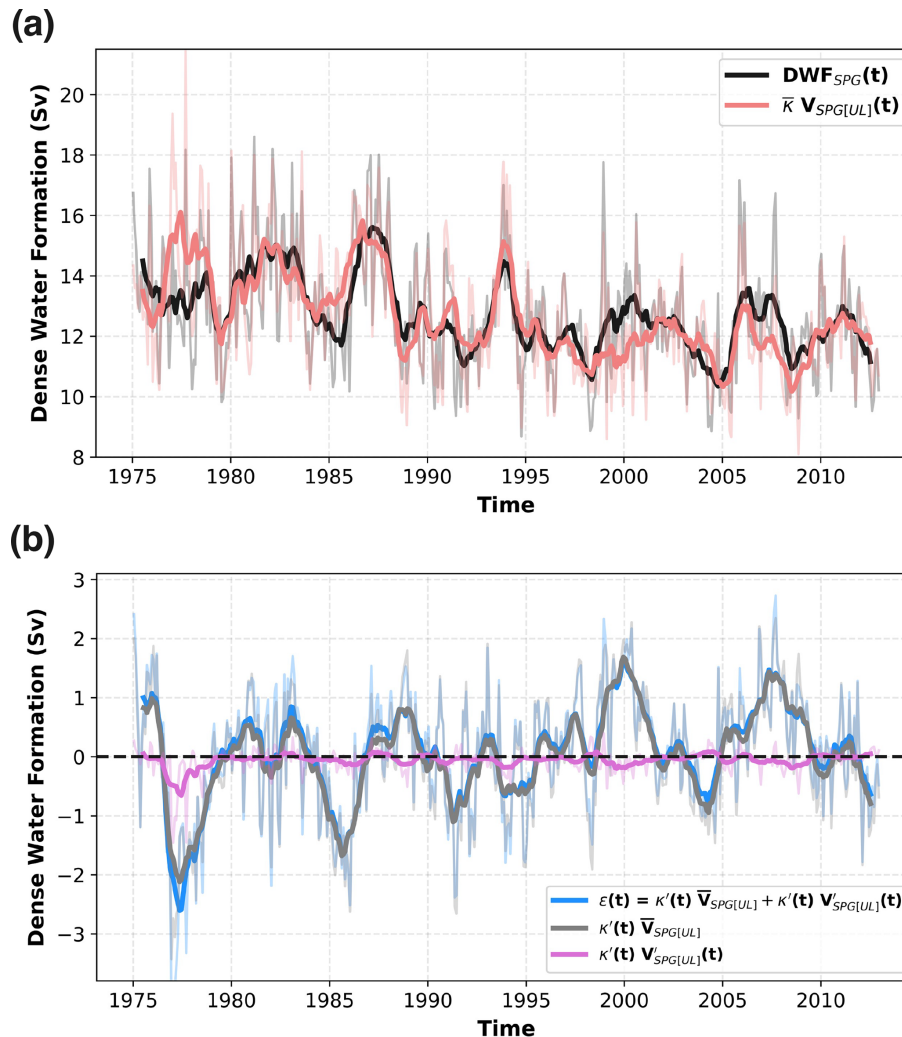 (a)
Dense Water Formation (Sv)
20
18
16
14
12
10
8
DWF_SPG(t)
κ̅ V_SPG[UL](t)
1975 1980 1985 1990 1995 2000 2005 2010
Time
(b)
Dense Water Formation (Sv)
3
2
1
0
−1
−2
−3
ε(t) = κ′(t) V̅_SPG[UL] + κ′(t) V′_SPG[UL](t)
κ′(t) V̅_SPG[UL]
κ′(t) V′_SPG[UL](t)
1975 1980 1985 1990 1995 2000 2005 2010
Time